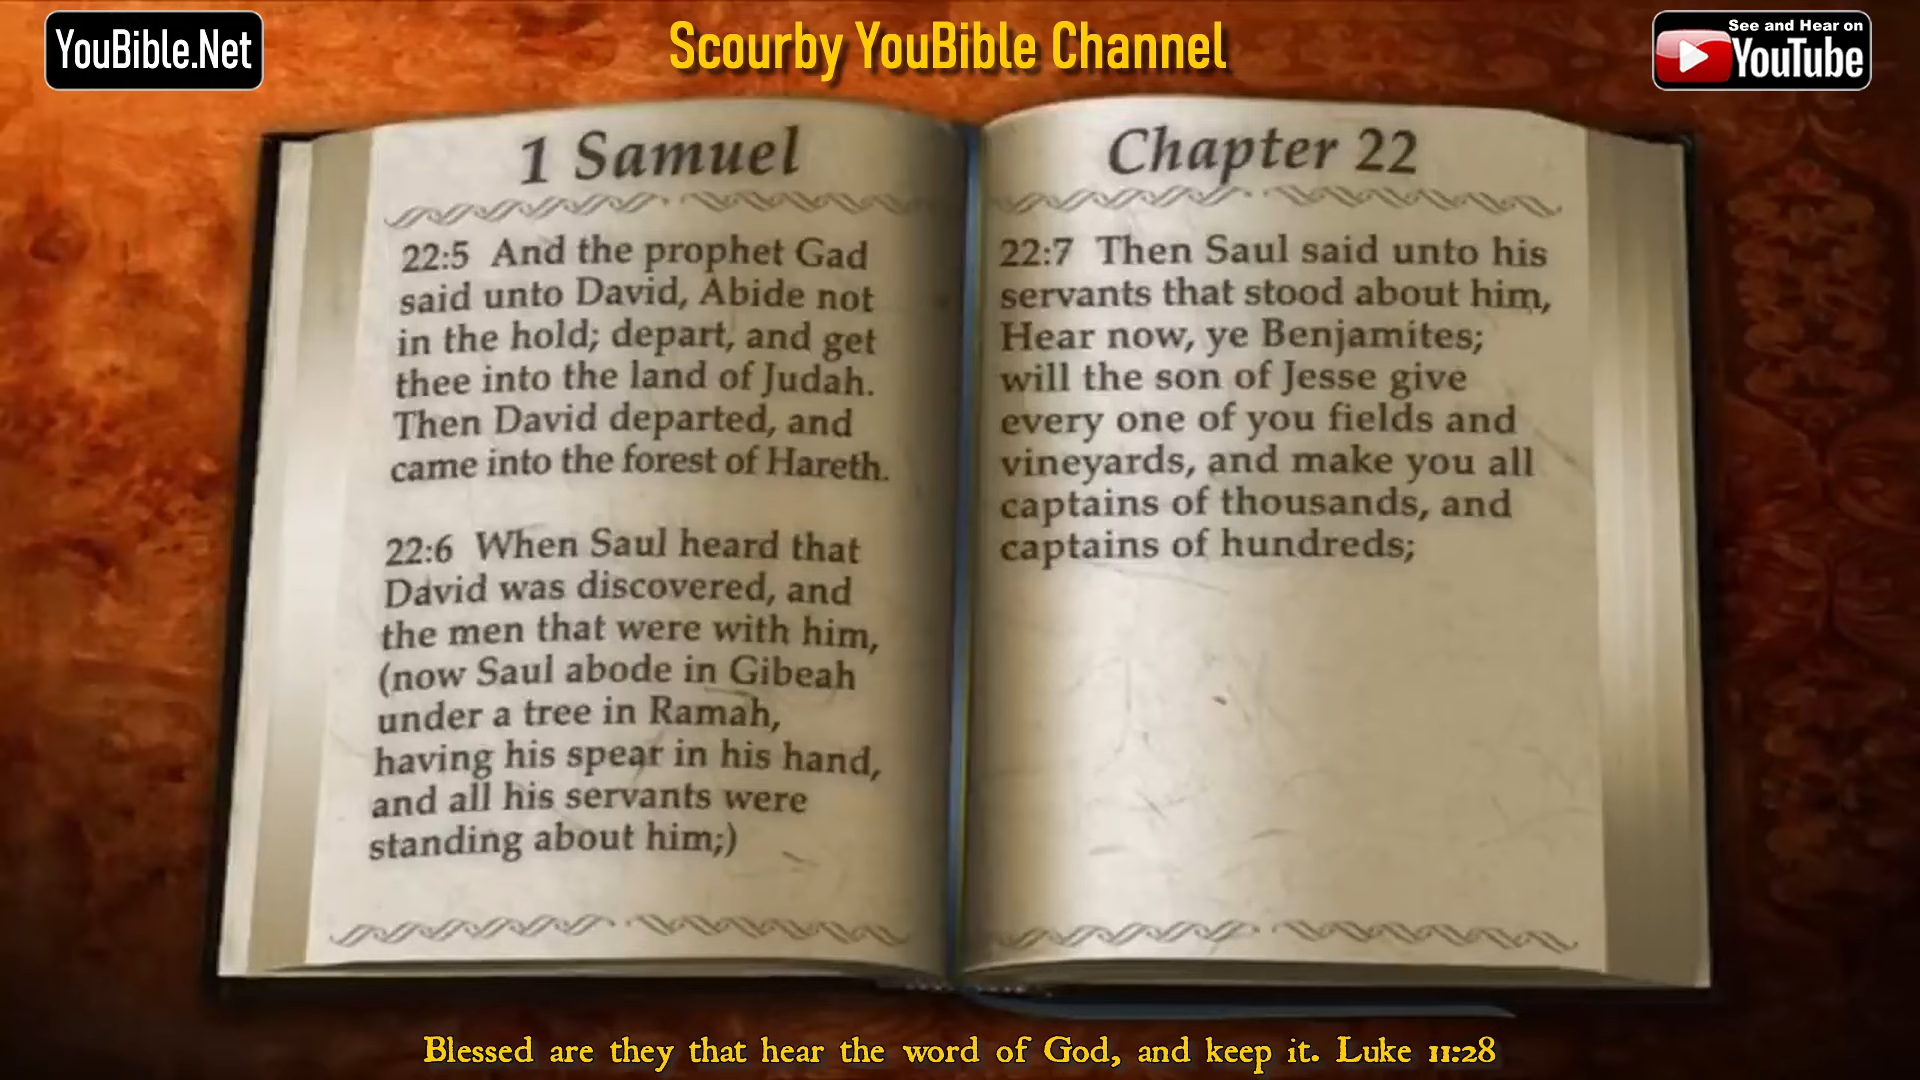 YouBible.Net
Scourby YouBible Channel
See and Hear on
YouTube
1 Samuel
22:5 And the prophet Gad
said unto David, Abide not
in the hold; depart, and get
thee into the land of Judah.
Then David departed, and
came into the forest of Hareth.
22:6 When Saul heard that
David was discovered, and
the men that were with him,
(now Saul abode in Gibeah
under a tree in Ramah,
having his spear in his hand,
and all his servants were
standing about him;)
Chapter 22
22:7 Then Saul said unto his
servants that stood about him,
Hear now, ye Benjamites;
will the son of Jesse give
every one of you fields and
vineyards, and make you all
captains of thousands, and
captains of hundreds;
Blessed are they that hear the word of God, and keep it. Luke 11:28